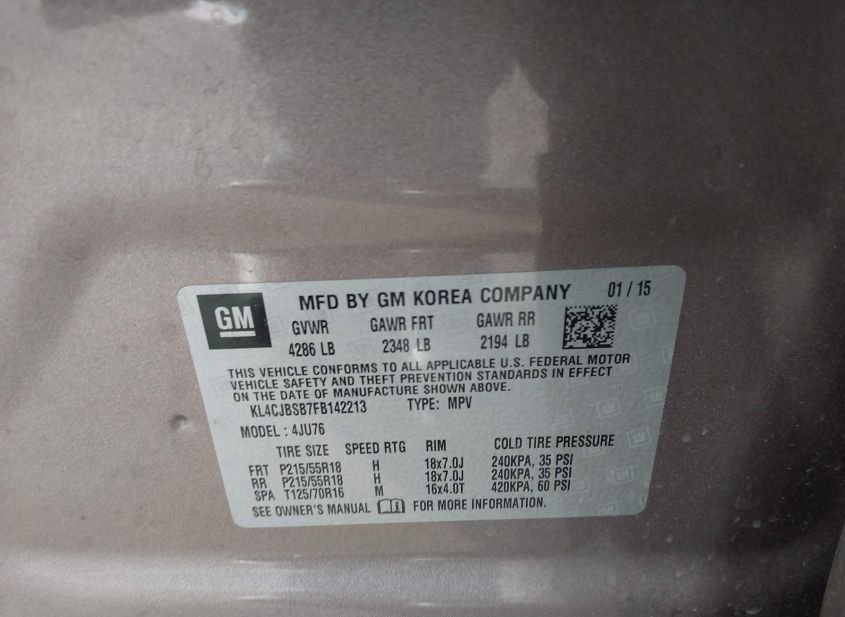 GM MFD BY GM KOREA COMPANY 01 / 15
GVWR GAWR FRT GAWR RR
4286 LB 2348 LB 2194 LB
THIS VEHICLE CONFORMS TO ALL APPLICABLE U.S. FEDERAL MOTOR
VEHICLE SAFETY AND THEFT PREVENTION STANDARDS IN EFFECT
ON THE DATE OF MANUFACTURE SHOWN ABOVE.
KL4CJBSB7FB142213 TYPE: MPV
MODEL : 4JU76
TIRE SIZE SPEED RTG RIM COLD TIRE PRESSURE
FRT P215/55R18 H 18x7.0J 240KPA, 35 PSI
RR P215/55R18 H 18x7.0J 240KPA, 35 PSI
SPA T125/70R16 M 16x4.0T 420KPA, 60 PSI
SEE OWNER'S MANUAL FOR MORE INFORMATION.